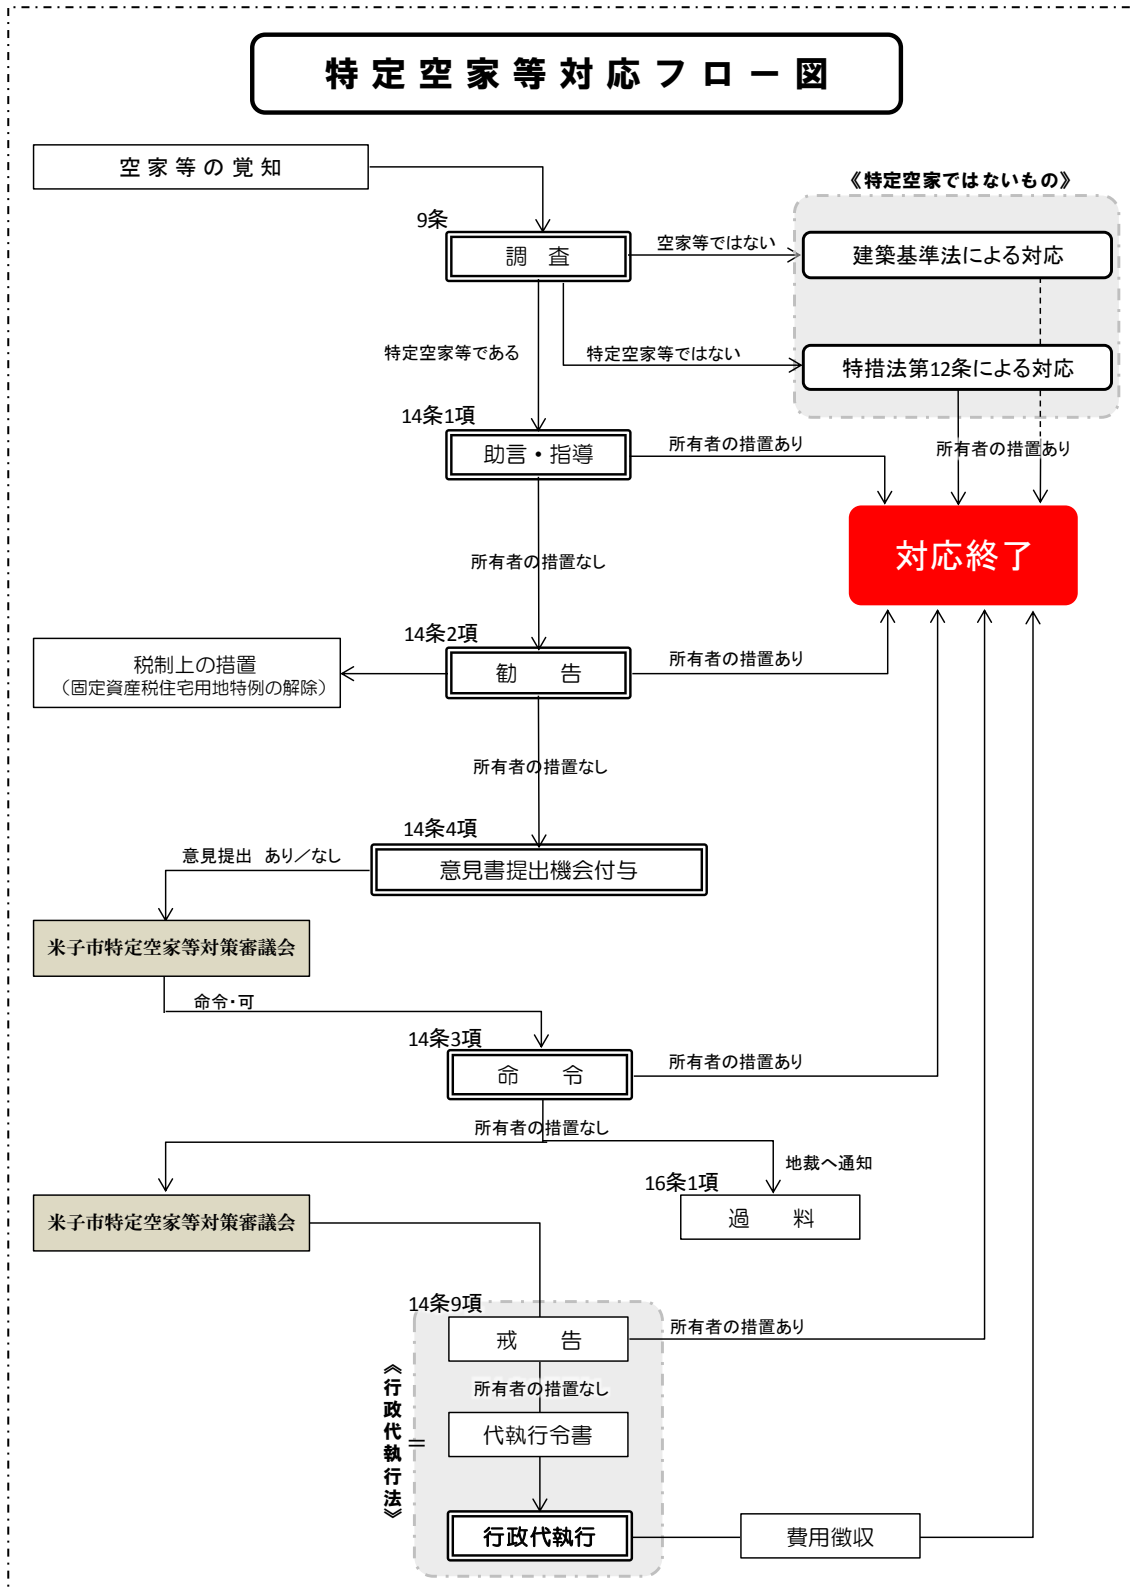 特定空家等対応フロー図
空家等の覚知
《特定空家ではないもの》
9条
調　査
空家等ではない
建築基準法による対応
特定空家等である
特定空家等ではない
特措法第12条による対応
14条1項
助言・指導
所有者の措置あり
所有者の措置あり
対応終了
所有者の措置なし
14条2項
税制上の措置
（固定資産税住宅用地特例の解除）
勧　告
所有者の措置あり
所有者の措置なし
14条4項
意見提出　あり／なし
意見書提出機会付与
米子市特定空家等対策審議会
命令・可
14条3項
命　令
所有者の措置あり
所有者の措置なし
地裁へ通知
16条1項
米子市特定空家等対策審議会
過　料
14条9項
戒　告
所有者の措置あり
《行政代執行法》
=
所有者の措置なし
代執行令書
行政代執行
費用徴収